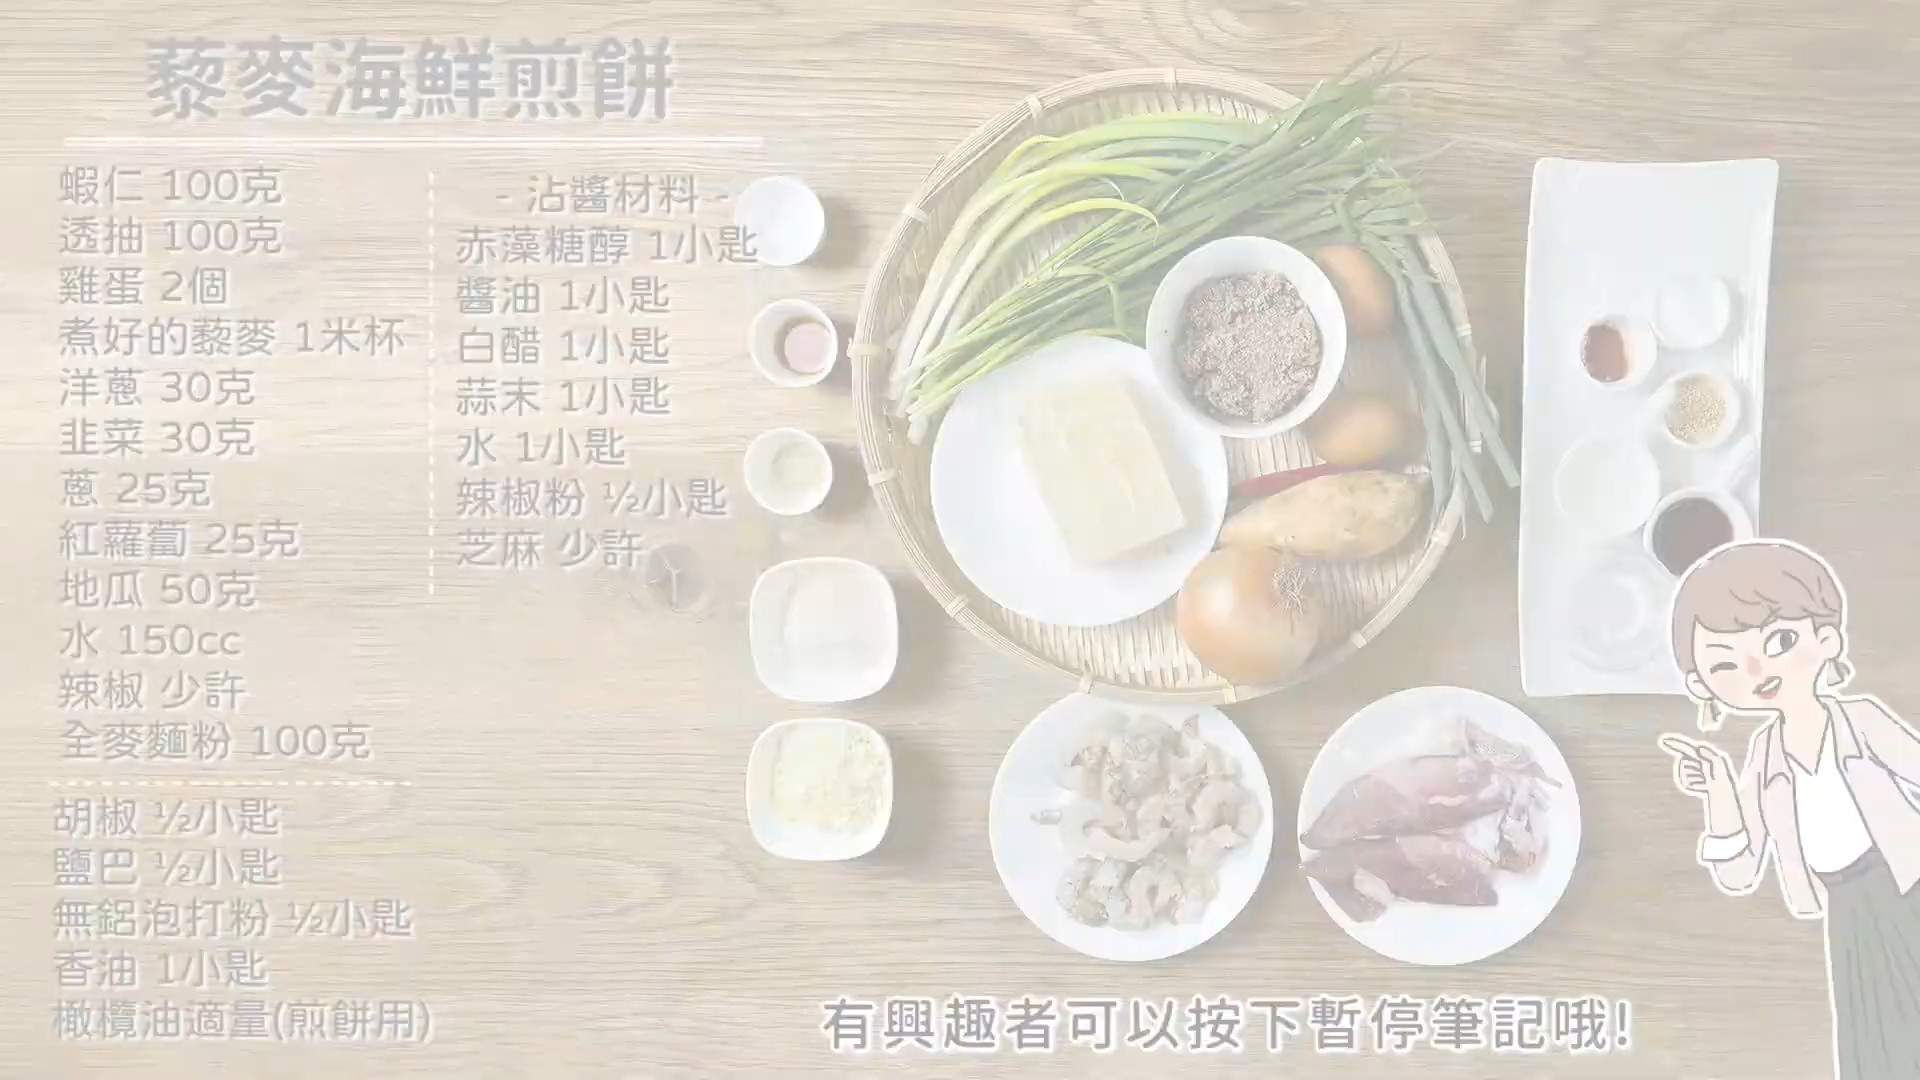 藜麥海鮮煎餅
蝦仁 100克
透抽 100克
雞蛋 2個
煮好的藜麥 1米杯
洋蔥 30克
韭菜 30克
蔥 25克
紅蘿蔔 25克
地瓜 50克
水 150cc
辣椒 少許
全麥麵粉 100克
胡椒 ½小匙
鹽巴 ½小匙
無鋁泡打粉 ½小匙
香油 1小匙
橄欖油適量(煎餅用)
- 沾醬材料 -
赤藻糖醇 1小匙
醬油 1小匙
白醋 1小匙
蒜末 1小匙
水 1小匙
辣椒粉 ½小匙
芝麻 少許
有興趣者可以按下暫停筆記哦!